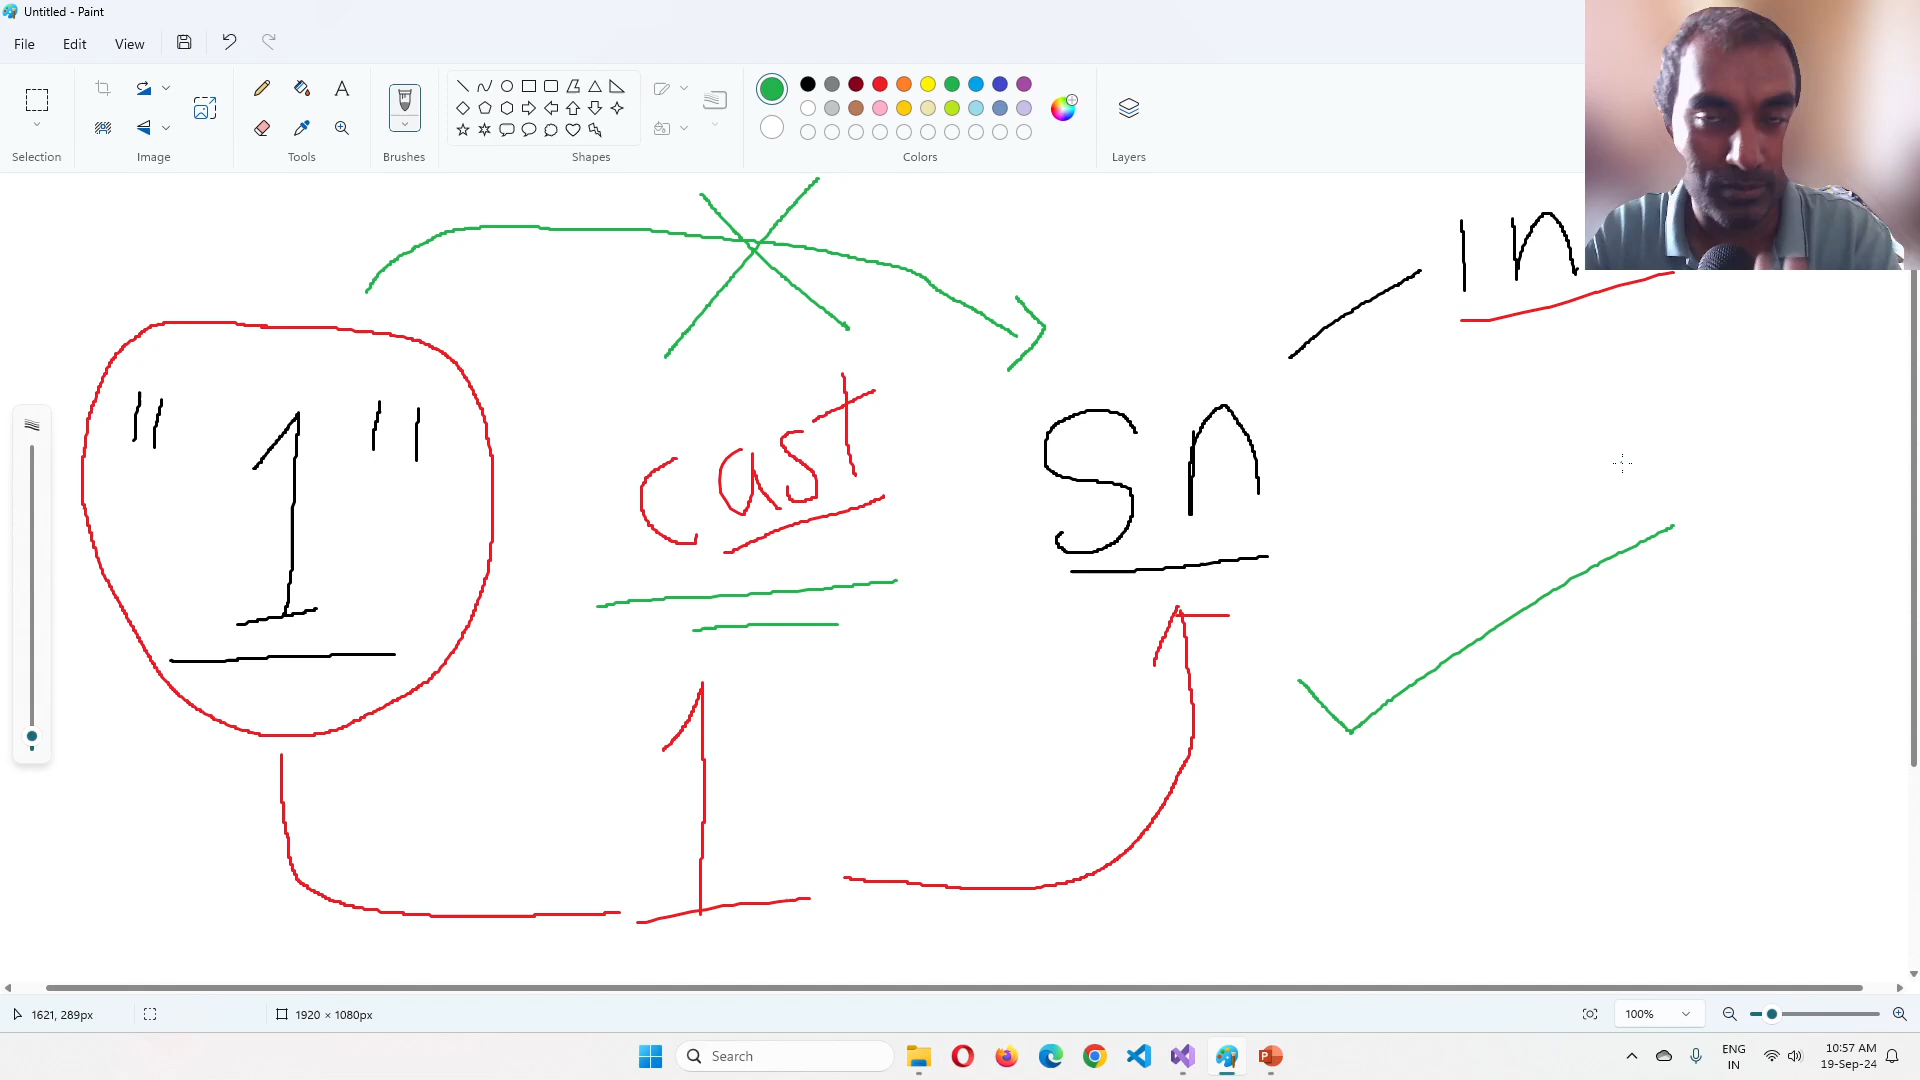 Untitled - Paint
File Edit View
Selection Image Tools Brushes Shapes Colors Layers
In
" 1 " cast Sn
1
1621, 289px 1920 × 1080px 100%
Search ENG IN 10:57 AM 19-Sep-24